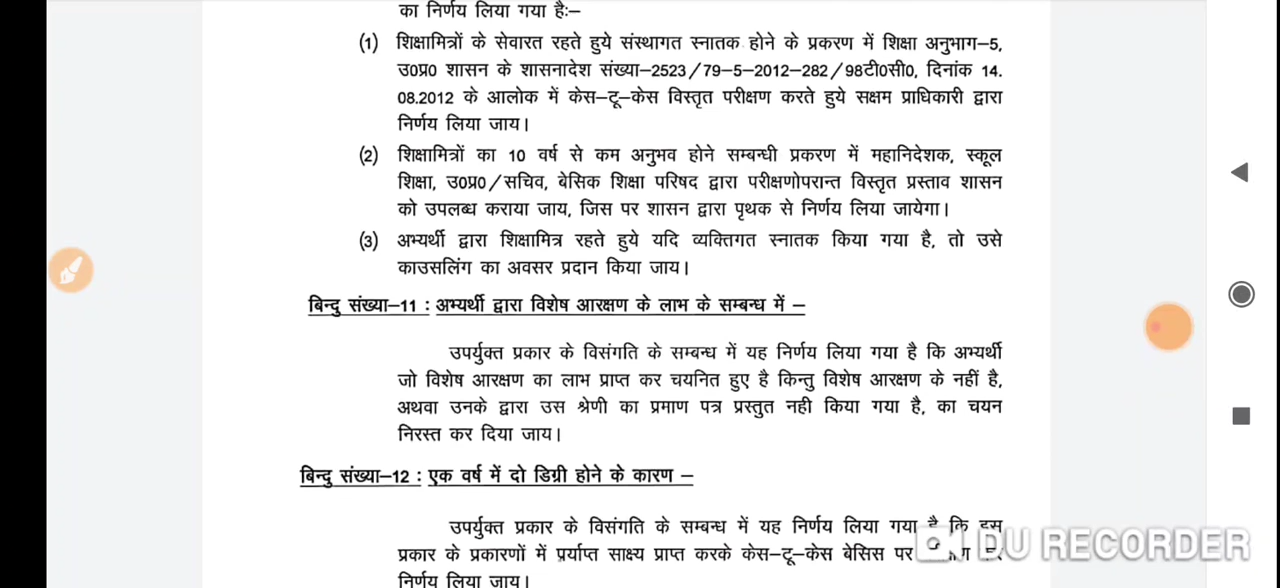 का निर्णय लिया गया हैः–
(1) शिक्षामित्रों के सेवारत रहते हुये संस्थागत स्नातक होने के प्रकरण में शिक्षा अनुभाग–5,
उ0प्र0 शासन के शासनादेश संख्या–2523/79–5–2012–282/98टी0सी0, दिनांक 14.
08.2012 के आलोक में केस–टू–केस विस्तृत परीक्षण करते हुये सक्षम प्राधिकारी द्वारा
निर्णय लिया जाय।
(2) शिक्षामित्रों का 10 वर्ष से कम अनुभव होने सम्बन्धी प्रकरण में महानिदेशक, स्कूल
शिक्षा, उ0प्र0/सचिव, बेसिक शिक्षा परिषद द्वारा परीक्षणोपरान्त विस्तृत प्रस्ताव शासन
को उपलब्ध कराया जाय, जिस पर शासन द्वारा पृथक से निर्णय लिया जायेगा।
(3) अभ्यर्थी द्वारा शिक्षामित्र रहते हुये यदि व्यक्तिगत स्नातक किया गया है, तो उसे
काउसलिंग का अवसर प्रदान किया जाय।
बिन्दु संख्या–11 : अभ्यर्थी द्वारा विशेष आरक्षण के लाभ के सम्बन्ध में –
उपर्युक्त प्रकार के विसंगति के सम्बन्ध में यह निर्णय लिया गया है कि अभ्यर्थी
जो विशेष आरक्षण का लाभ प्राप्त कर चयनित हुए है किन्तु विशेष आरक्षण के नहीं है,
अथवा उनके द्वारा उस श्रेणी का प्रमाण पत्र प्रस्तुत नही किया गया है, का चयन
निरस्त कर दिया जाय।
बिन्दु संख्या–12 : एक वर्ष में दो डिग्री होने के कारण –
उपर्युक्त प्रकार के विसंगति के सम्बन्ध में यह निर्णय लिया गया है कि इस
प्रकार के प्रकरणों में प्रर्याप्त साक्ष्य प्राप्त करके केस–टू–केस बेसिस पर
निर्णय लिया जाय।
DU RECORDER